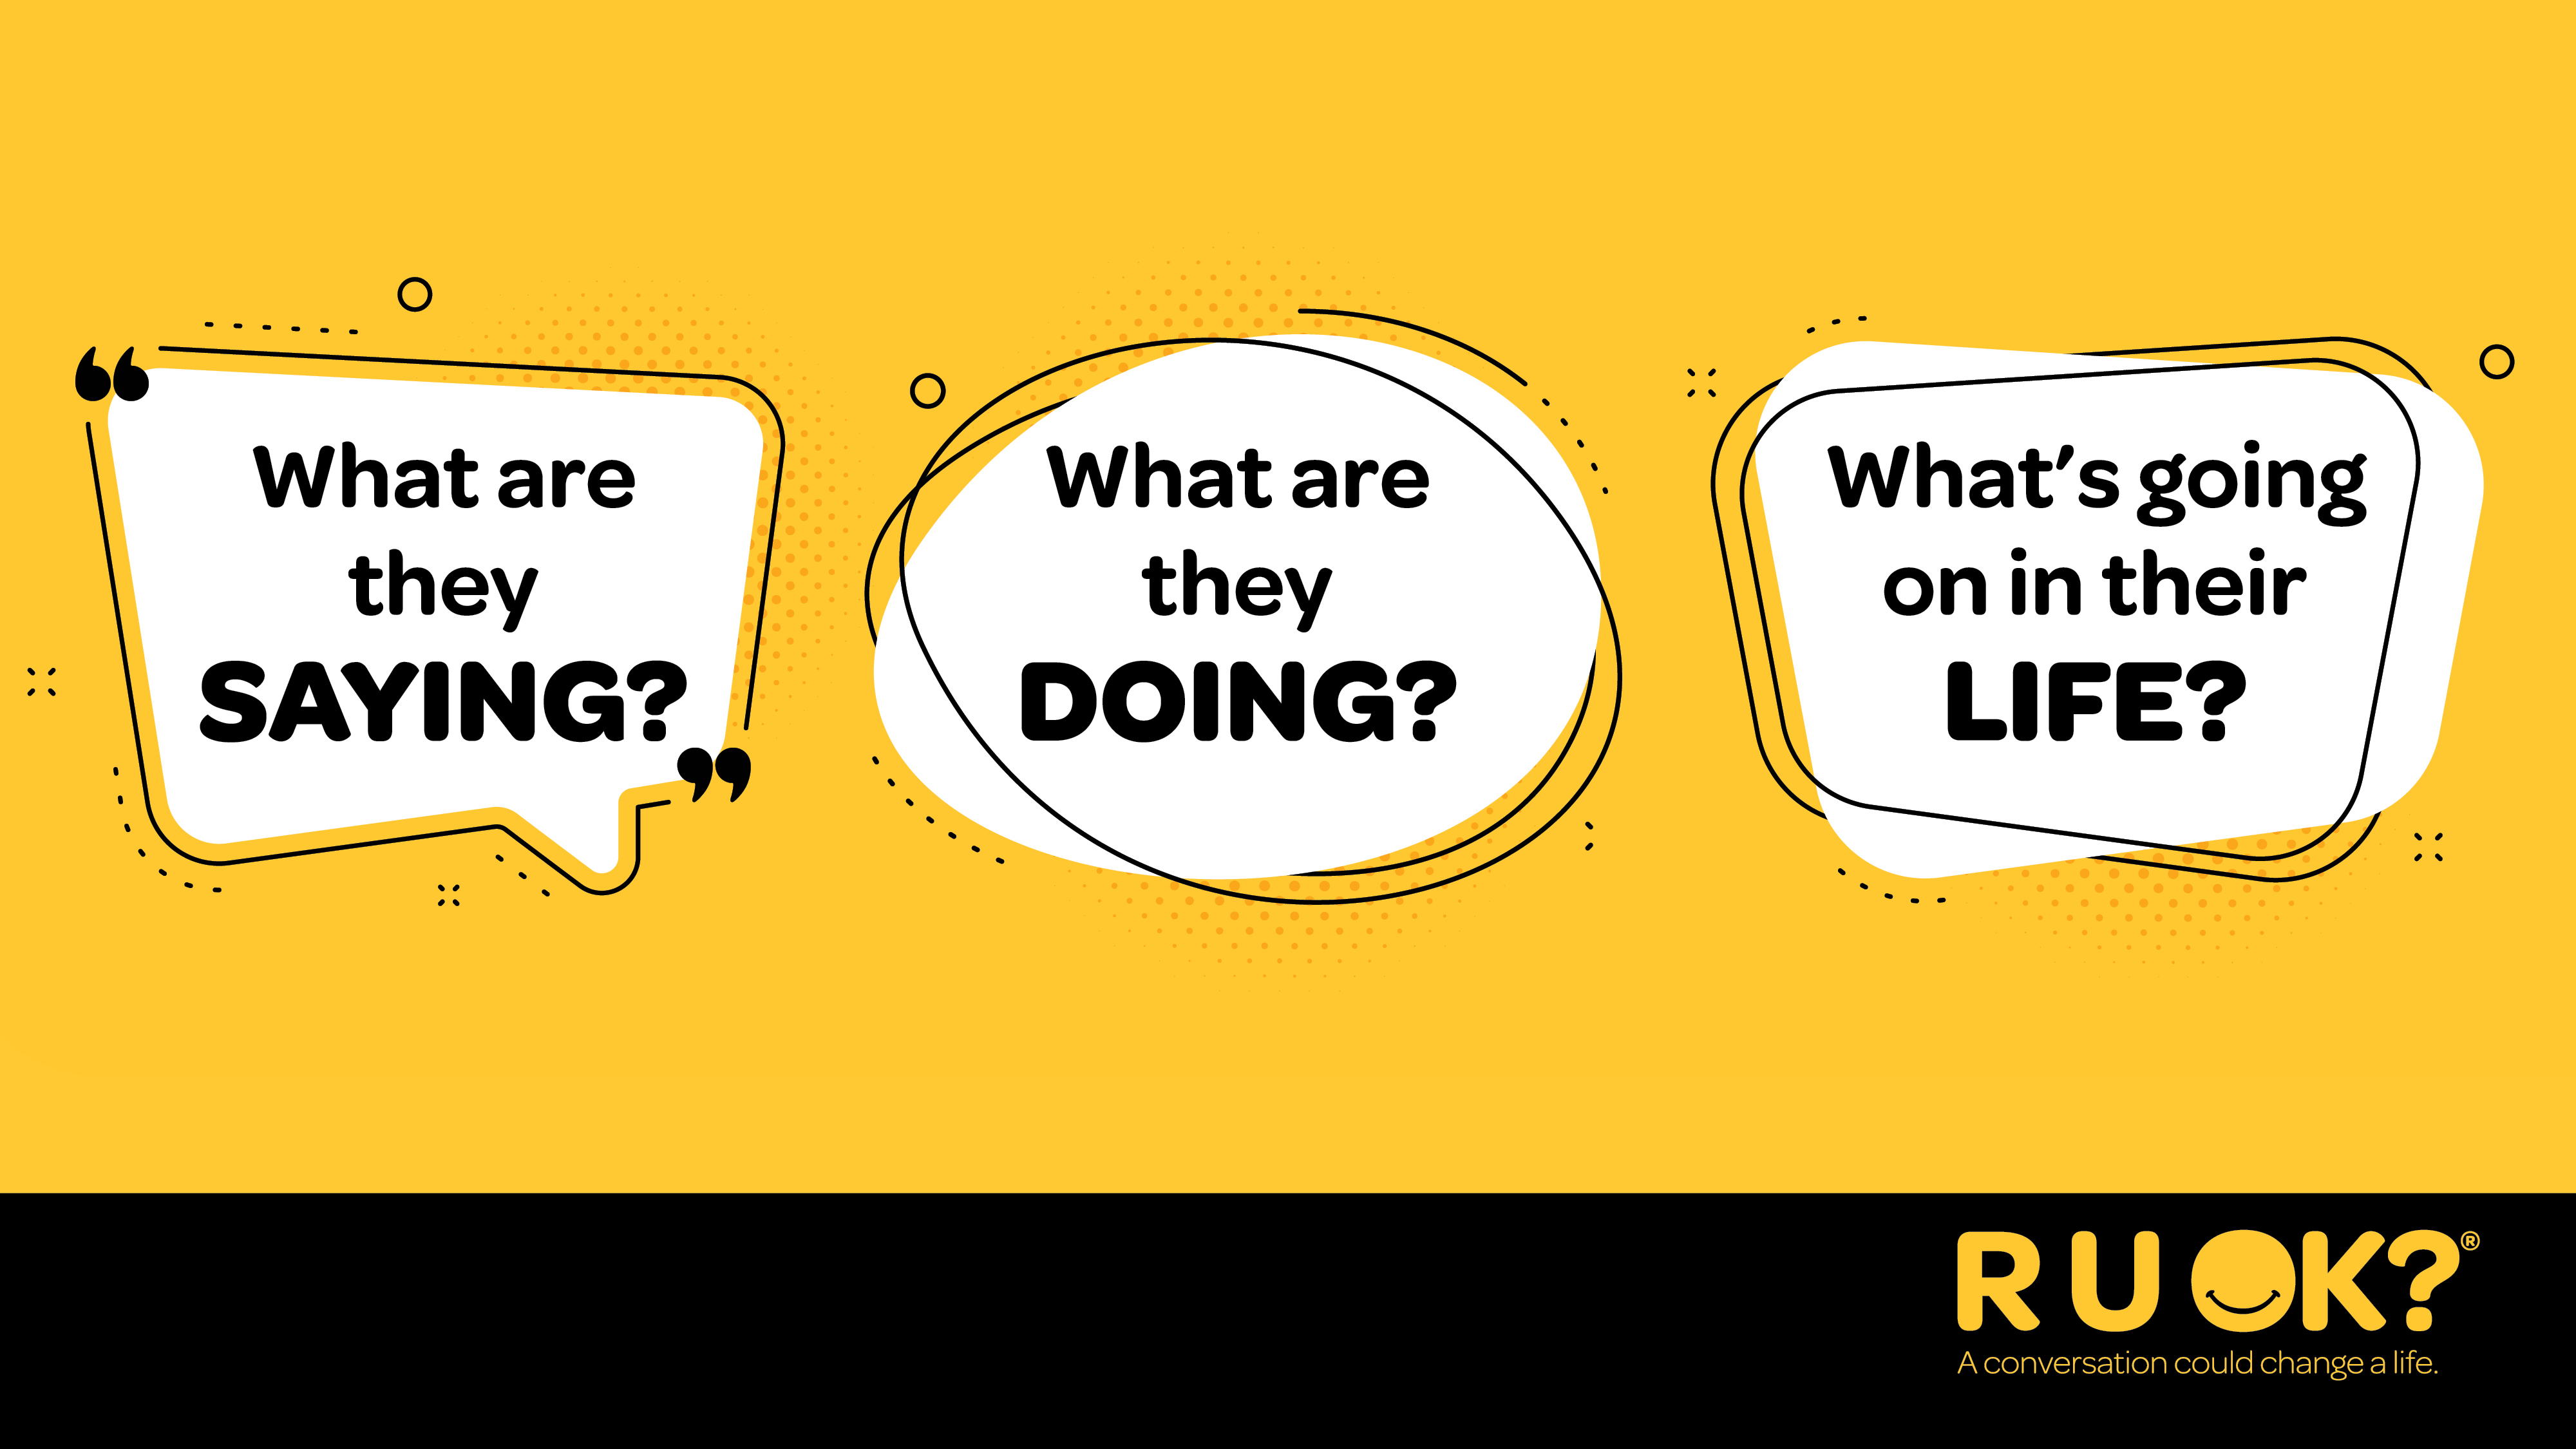 What are
they
SAYING?
What are
they
DOING?
What's going
on in their
LIFE?
R U OK?®
A conversation could change a life.